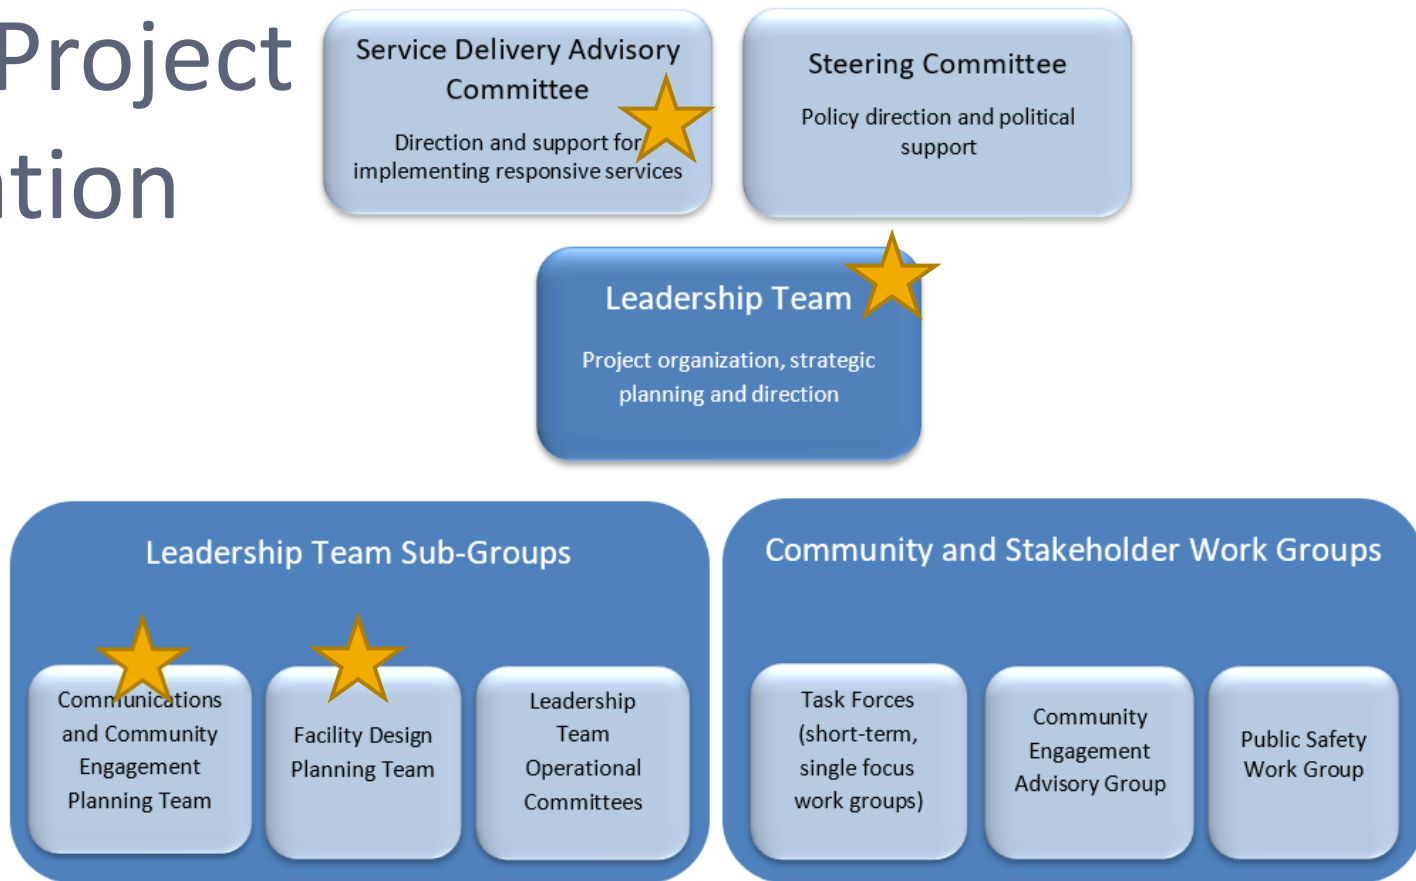 Project
ation
Service Delivery Advisory
Committee
Direction and support for
implementing responsive services
Steering Committee
Policy direction and political
support
Leadership Team
Project organization, strategic
planning and direction
Leadership Team Sub-Groups
Communications
and Community
Engagement
Planning Team
Facility Design
Planning Team
Leadership
Team
Operational
Committees
Community and Stakeholder Work Groups
Task Forces
(short-term,
single focus
work groups)
Community
Engagement
Advisory Group
Public Safety
Work Group